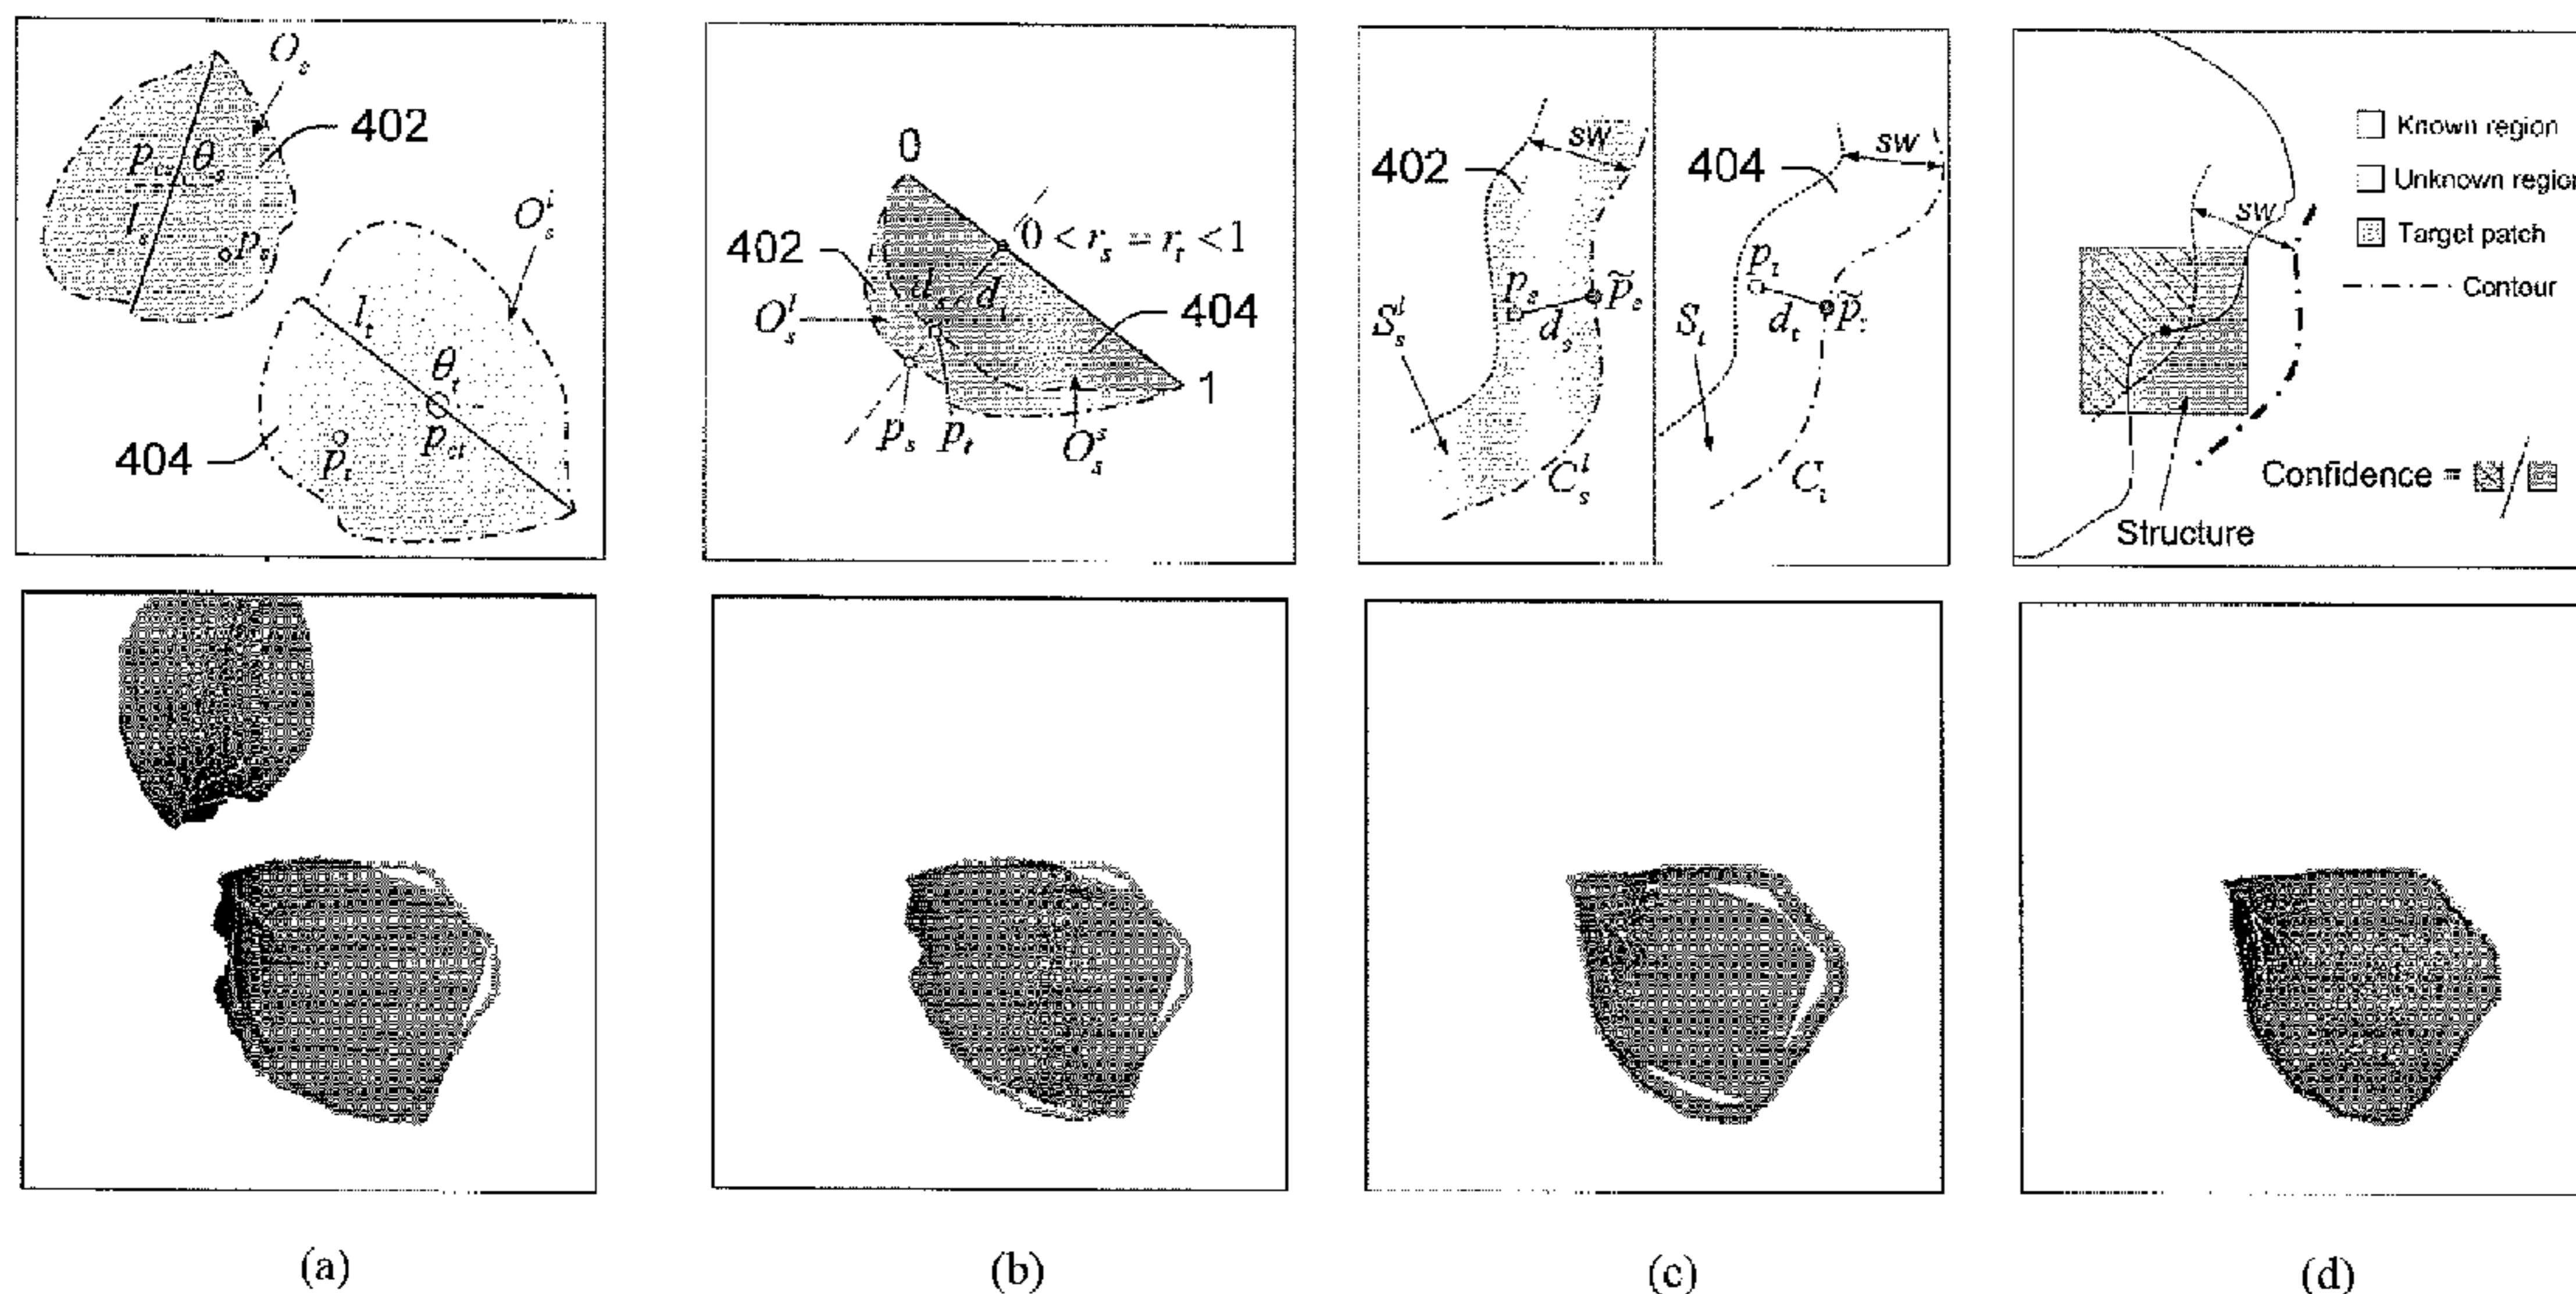 O_s
402
p_cs θ_s
l_s
p_s
O_s^l
l_t
θ_t
p_ct
404
p_t
0
0 < r_s = r_t < 1
402
d_s d_t
404
O_s^l
1
p_s p_t
O_s^s
sw
402
p_s
p̃_s
S_s^l
d_s
C_s^l
sw
404
p_t
S_t
d_t
C_t
Known region
Unknown region
Target patch
Contour
sw
Confidence = /
Structure
(a)
(b)
(c)
(d)